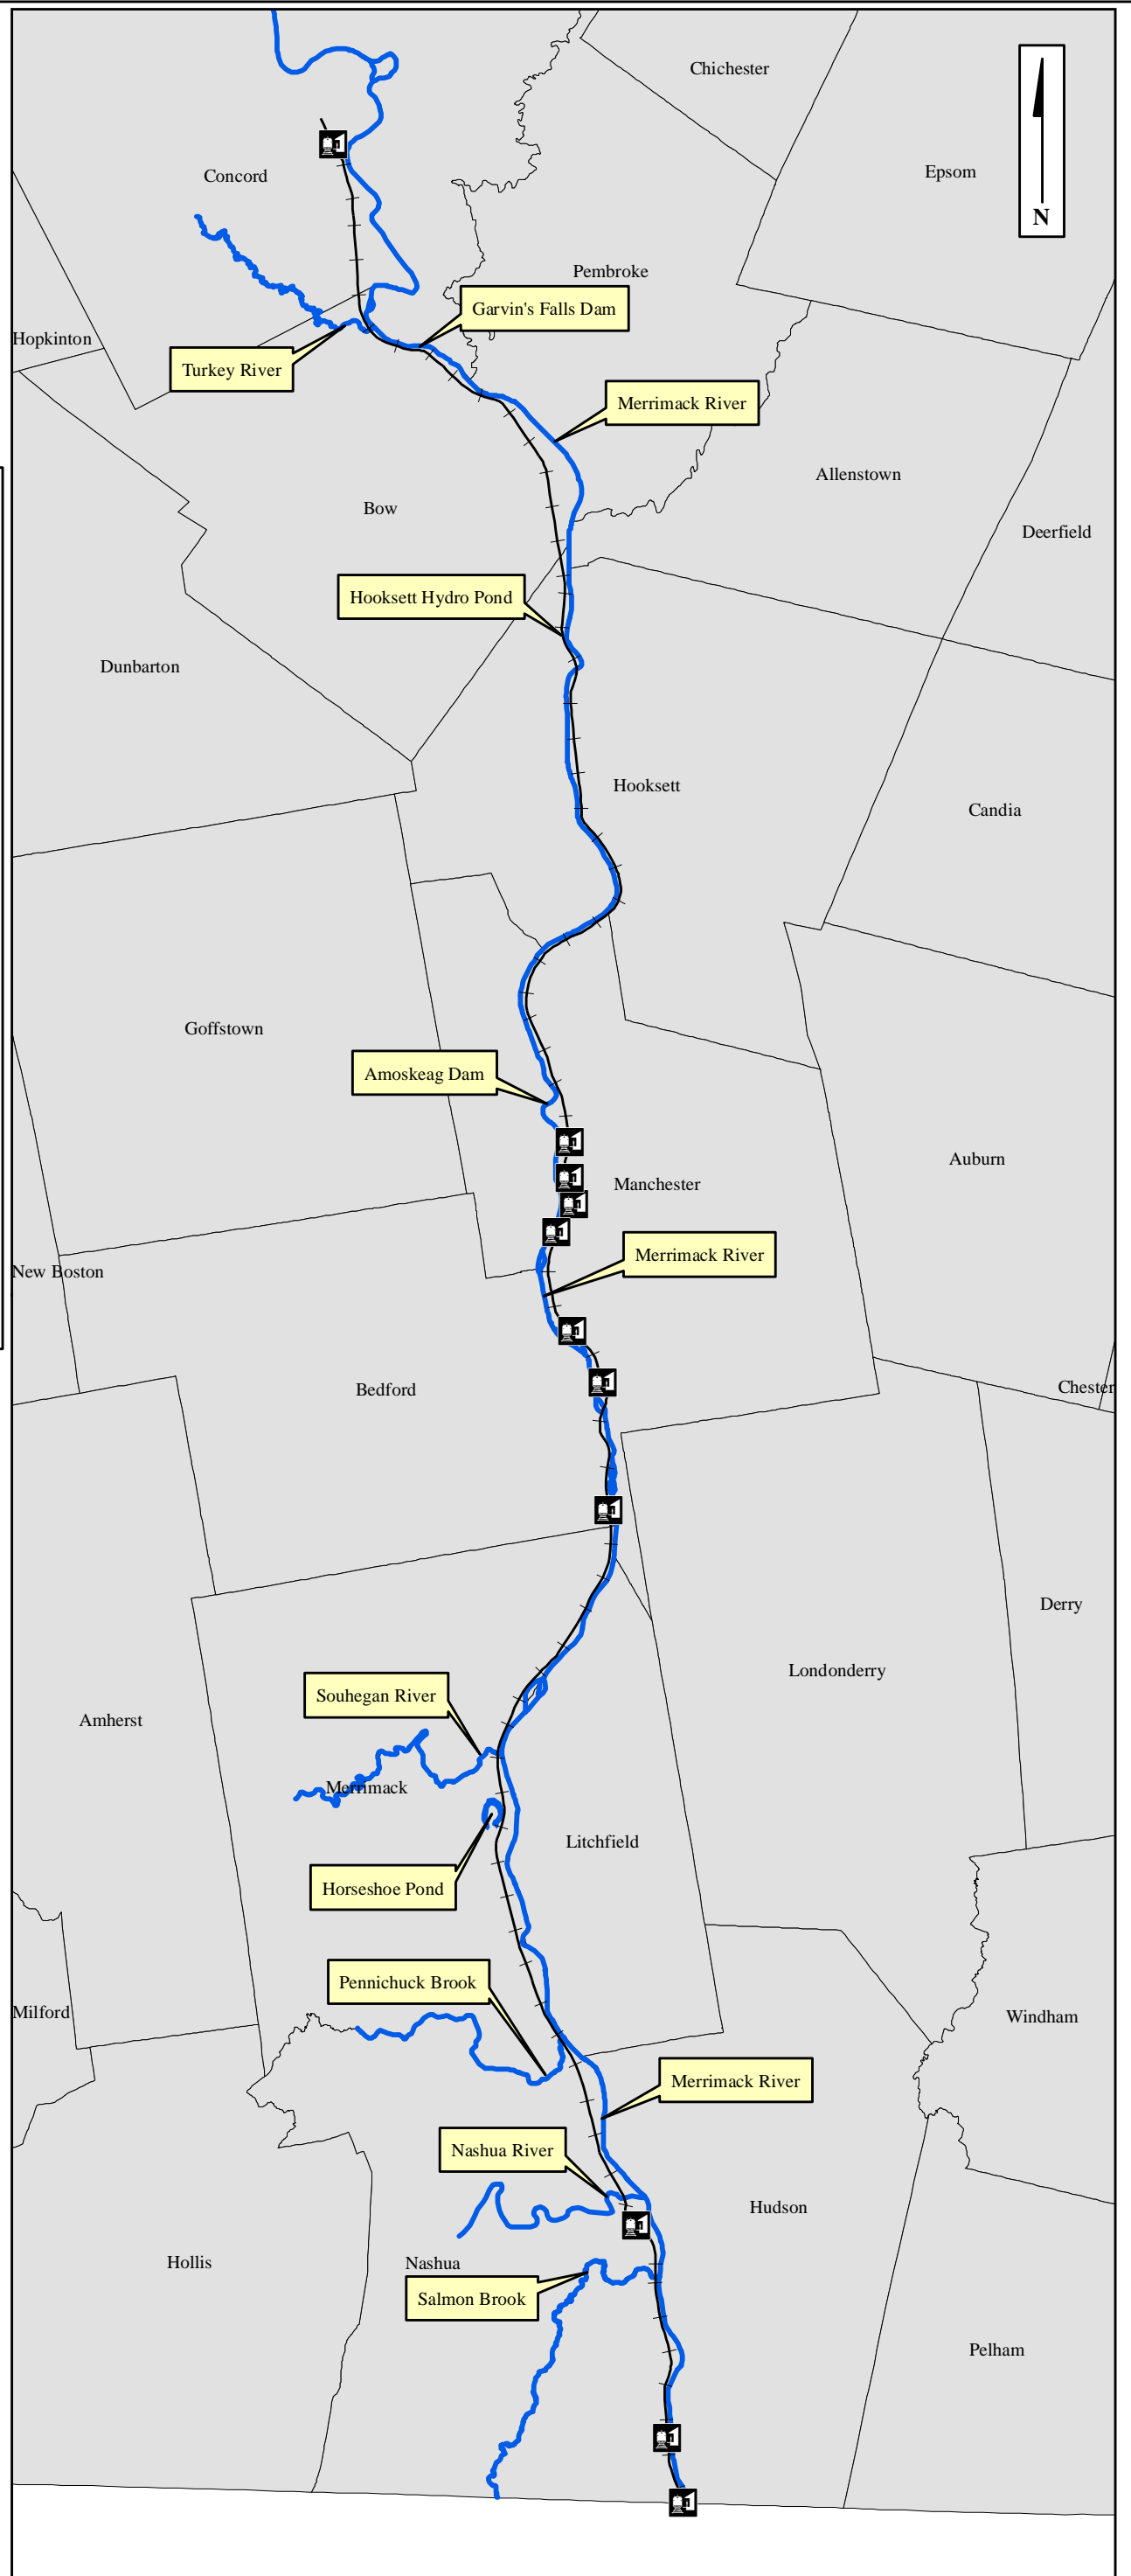 Chichester
Epsom
Concord
N
Pembroke
Garvin's Falls Dam
Hopkinton
Turkey River
Merrimack River
Allenstown
Bow
Deerfield
Hooksett Hydro Pond
Dunbarton
Hooksett
Candia
Goffstown
Amoskeag Dam
Auburn
Manchester
Merrimack River
New Boston
Chester
Bedford
Derry
Londonderry
Souhegan River
Amherst
Merrimack
Litchfield
Horseshoe Pond
Pennichuck Brook
Milford
Windham
Merrimack River
Nashua River
Hudson
Hollis
Nashua
Salmon Brook
Pelham